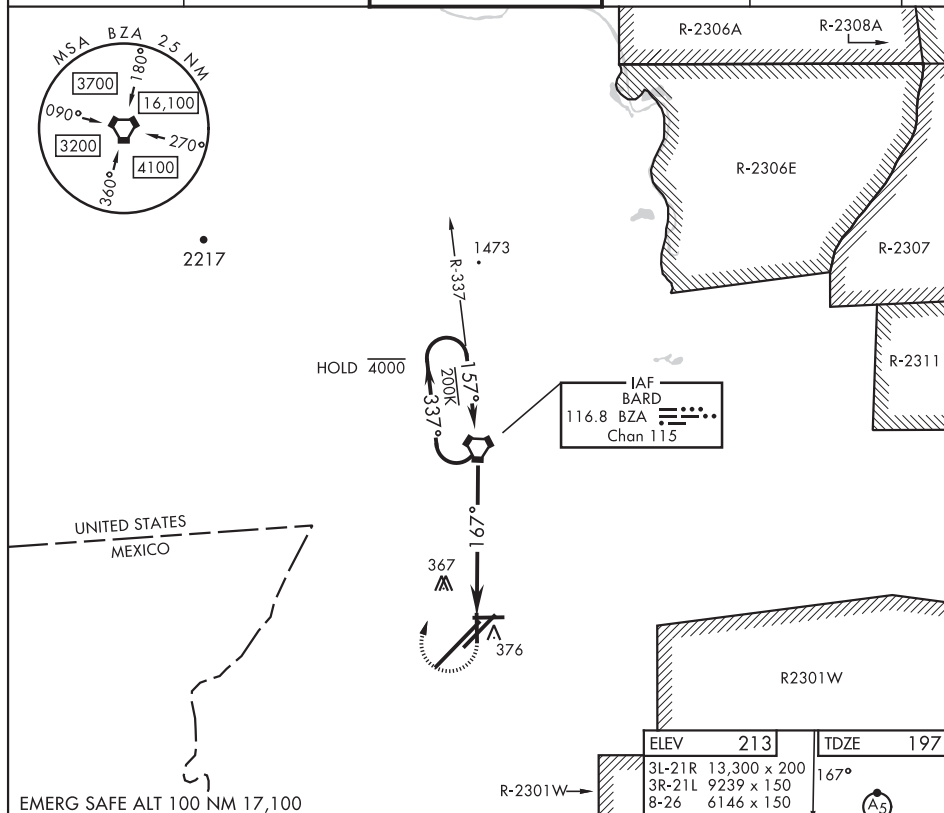 MSA BZA 25 NM
180°
3700
16,100
090°
270°
3200
4100
360°
2217
R-2306A
R-2308A
R-2306E
R-2307
R-2311
1473
R-337
HOLD 4000
157°
200K
337°
IAF
BARD
116.8 BZA
Chan 115
197°
UNITED STATES
MEXICO
367
376
R2301W
ELEV 213
TDZE 197
3L-21R 13,300 x 200
3R-21L 9239 x 150
8-26 6146 x 150
167°
A5
R-2301W
EMERG SAFE ALT 100 NM 17,100